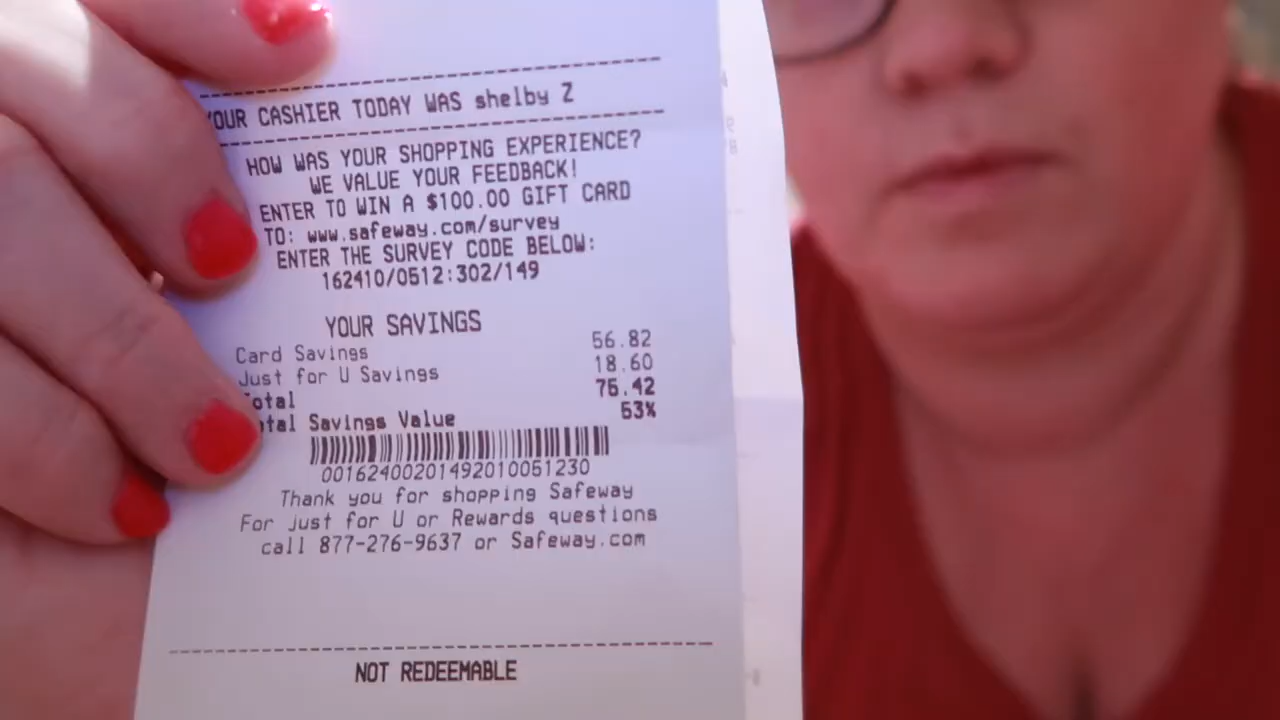 YOUR CASHIER TODAY WAS shelby Z
HOW WAS YOUR SHOPPING EXPERIENCE?
WE VALUE YOUR FEEDBACK!
ENTER TO WIN A $100.00 GIFT CARD
TO: www.safeway.com/survey
ENTER THE SURVEY CODE BELOW:
162410/0512:302/149
YOUR SAVINGS
Card Savings 56.82
Just for U Savings 18.60
Total 75.42
Total Savings Value 53%
00162400201492010051230
Thank you for shopping Safeway
For Just for U or Rewards questions
call 877-276-9637 or Safeway.com
NOT REDEEMABLE